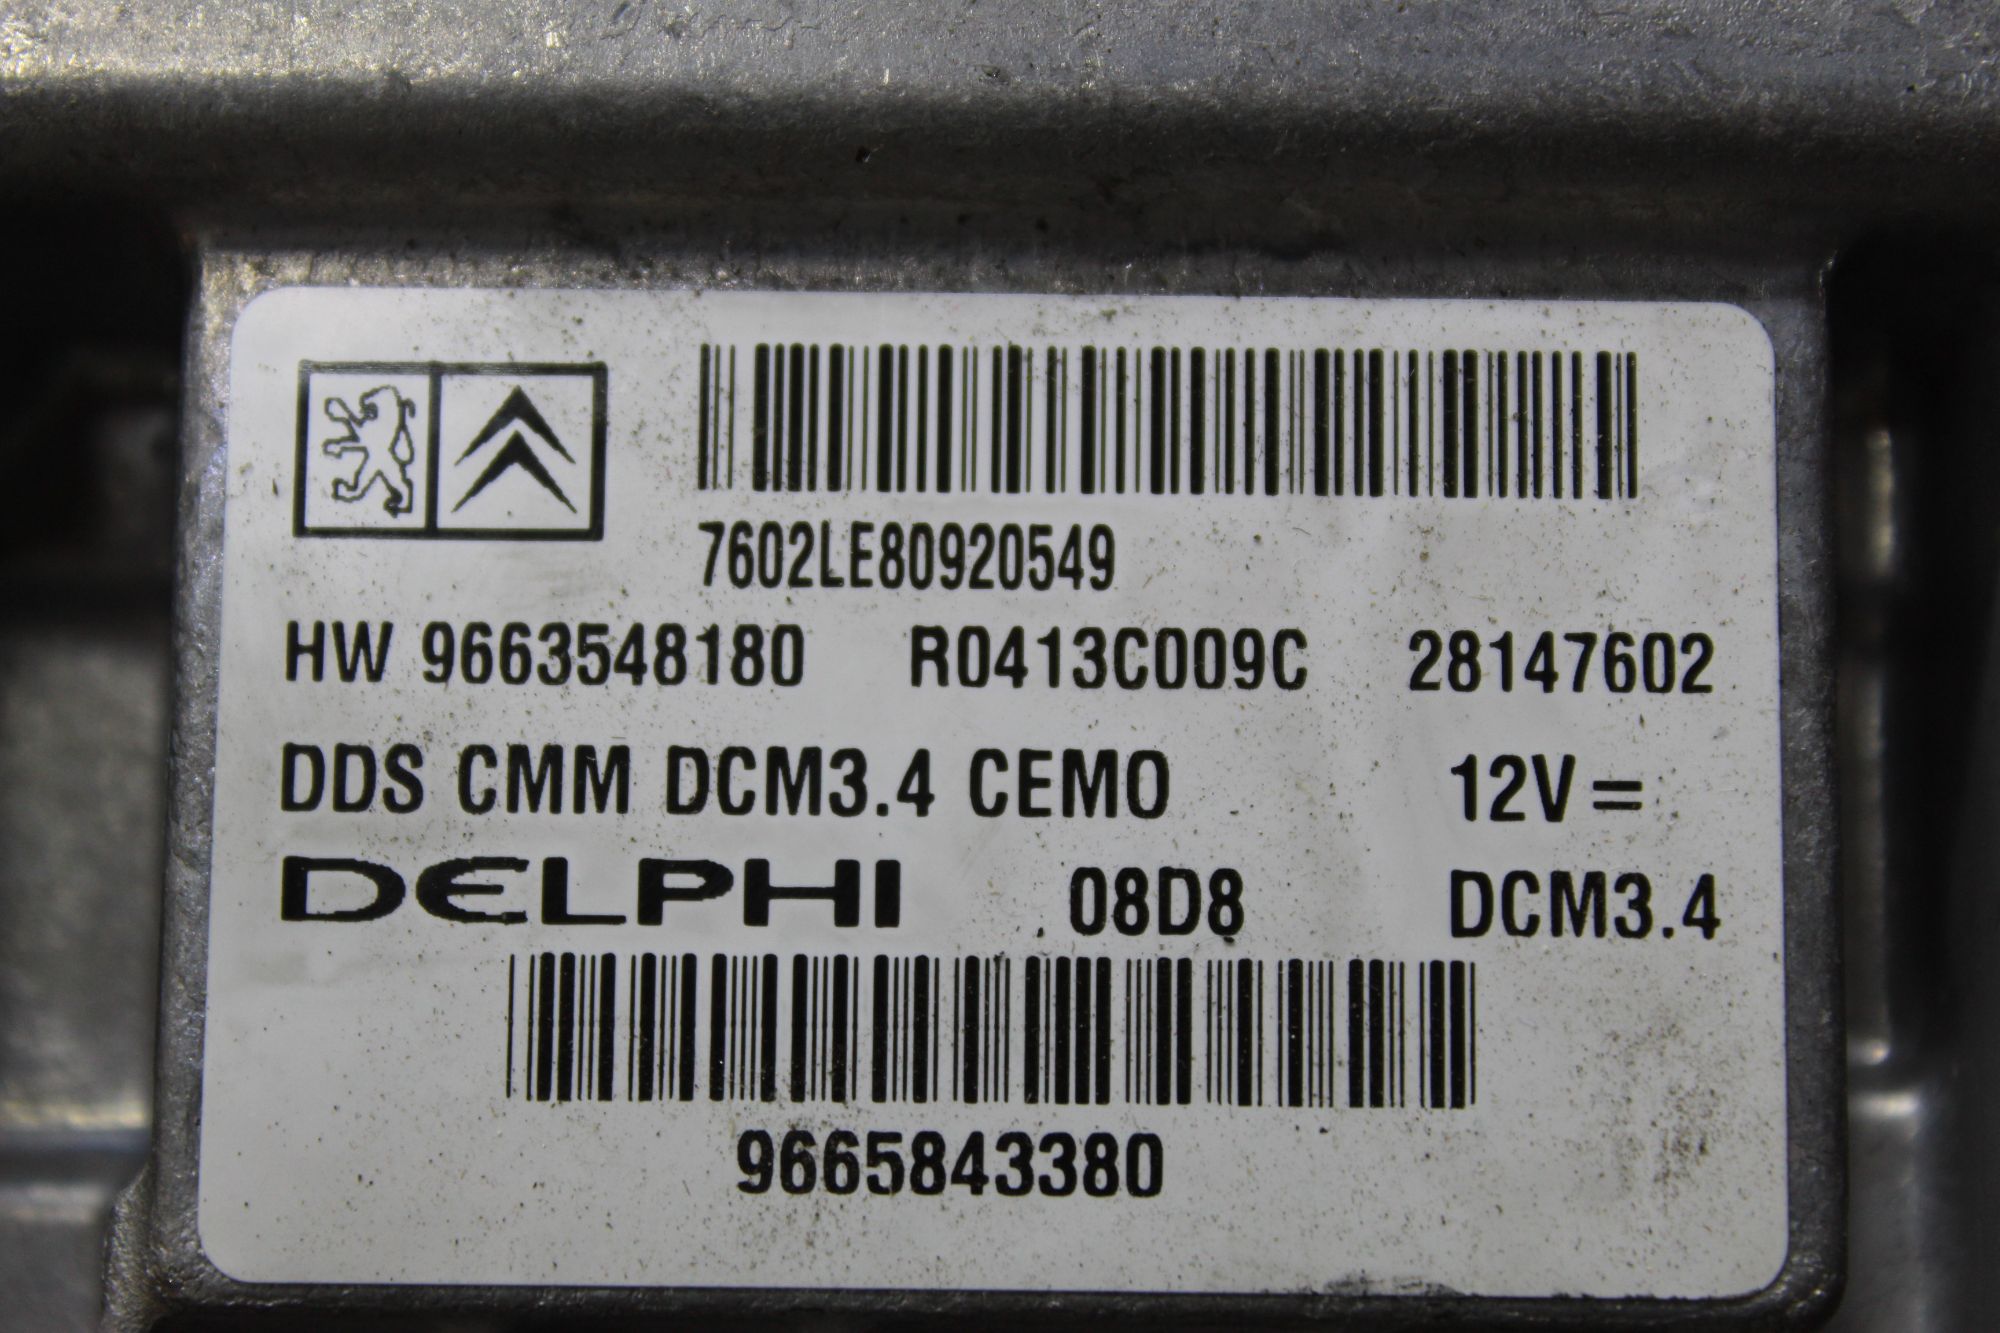 7602LE80920549
HW 9663548180 R0413C009C 28147602
DDS CMM DCM3.4 CEMO 12V=
DELPHI 08D8 DCM3.4
9665843380